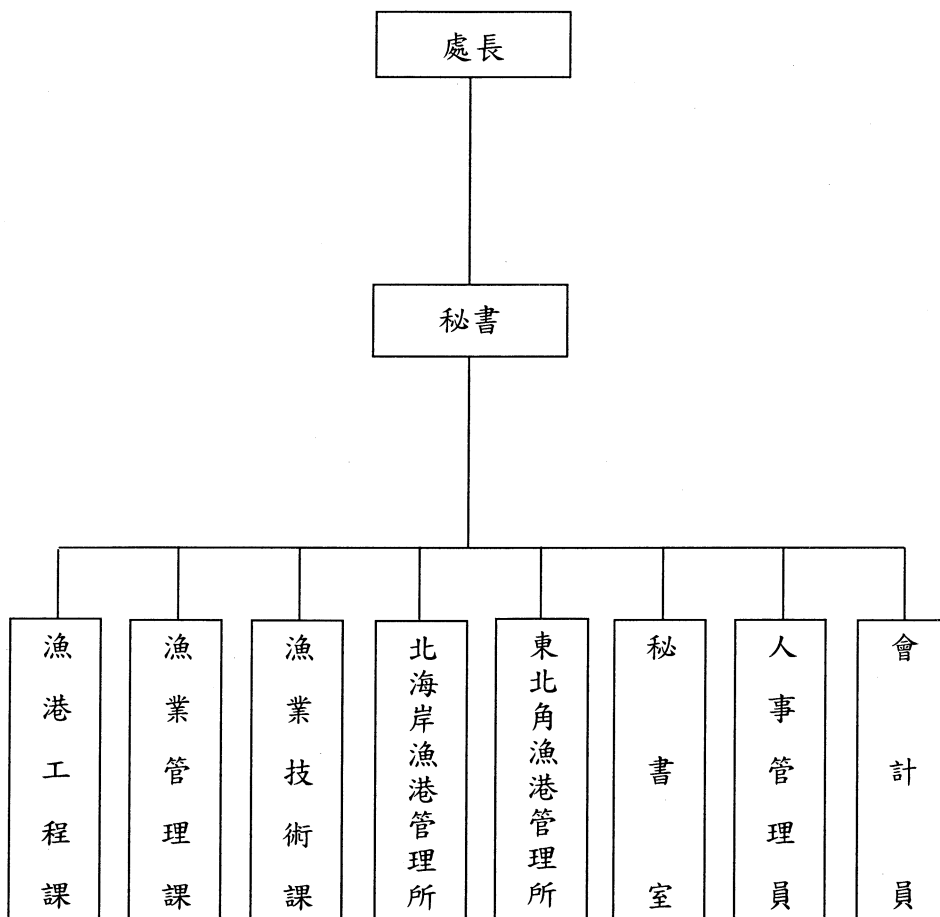 處長
秘書
漁港工程課
漁業管理課
漁業技術課
北海岸漁港管理所
東北角漁港管理所
秘書室
人事管理員
會計員